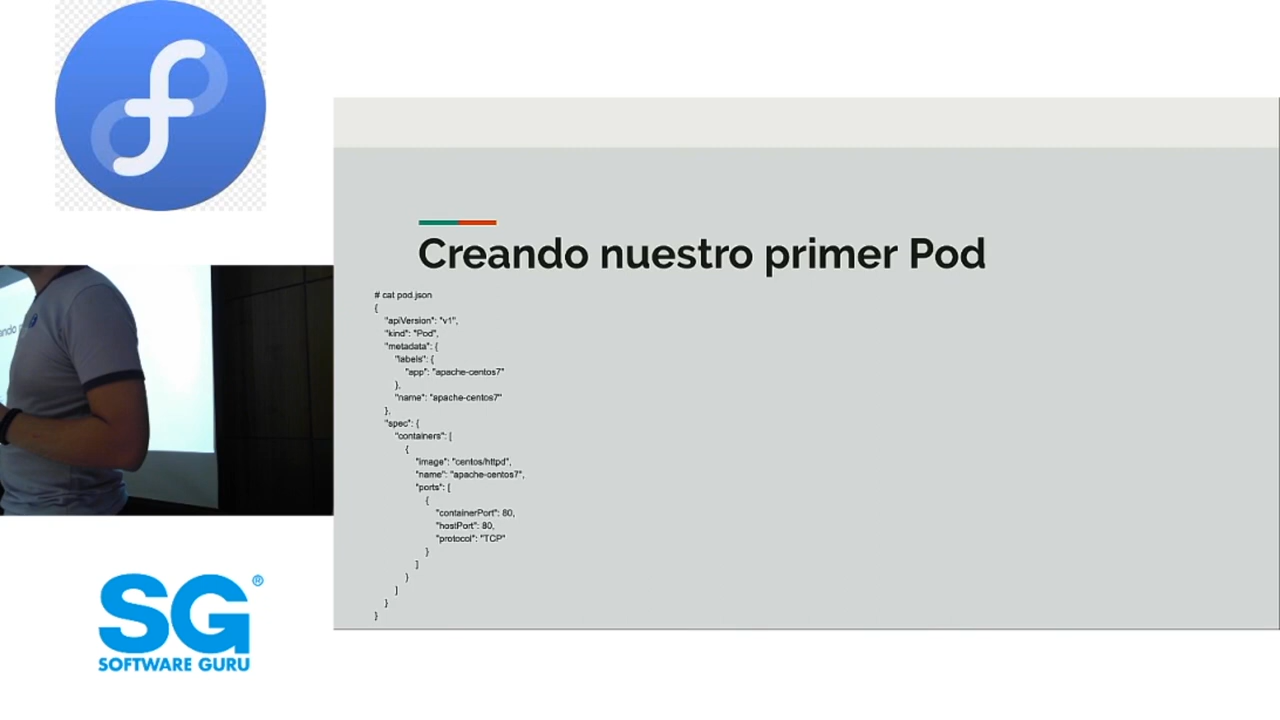 Creando nuestro primer Pod
# cat pod.json
{
"apiVersion": "v1",
"kind": "Pod",
"metadata": {
"labels": {
"app": "apache-centos7"
},
"name": "apache-centos7"
},
"spec": {
"containers": [
{
"image": "centos/httpd",
"name": "apache-centos7",
"ports": [
{
"containerPort": 80,
"hostPort": 80,
"protocol": "TCP"
}
]
}
]
}
}
SG®
SOFTWARE GURU